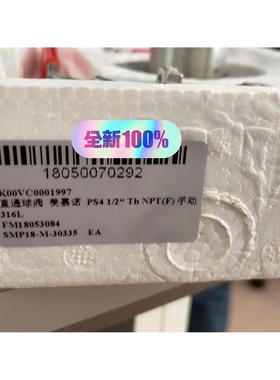 全新100%
18050070292
K00VC0001997
直通球阀 美嘉诺 PS4 1/2" Th NPT(F) 手动
316L
FM18053084
SMP18-M-30335 EA